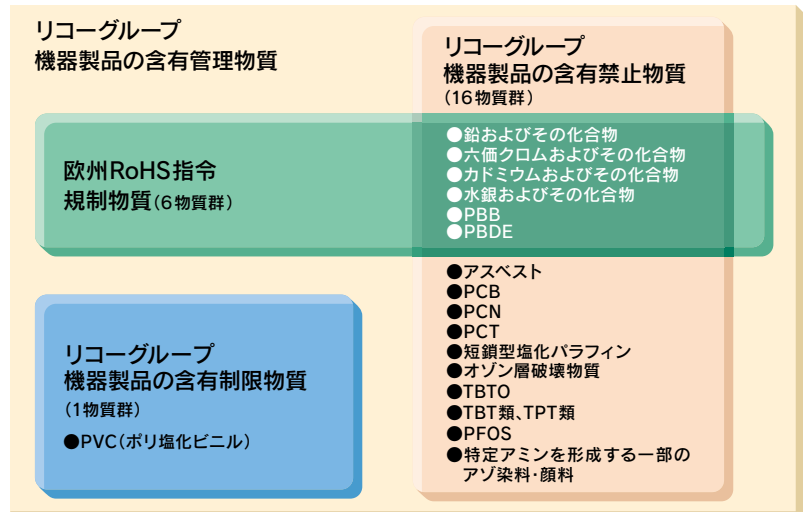 リコーグループ
機器製品の含有管理物質
リコーグループ
機器製品の含有禁止物質
(16物質群)
欧州RoHS指令
規制物質(6物質群)
●鉛およびその化合物
●六価クロムおよびその化合物
●カドミウムおよびその化合物
●水銀およびその化合物
●PBB
●PBDE
●アスベスト
●PCB
●PCN
●PCT
●短鎖型塩化パラフィン
●オゾン層破壊物質
●TBTO
●TBT類、TPT類
●PFOS
●特定アミンを形成する一部の
アゾ染料・顔料
リコーグループ
機器製品の含有制限物質
(1物質群)
●PVC(ポリ塩化ビニル)